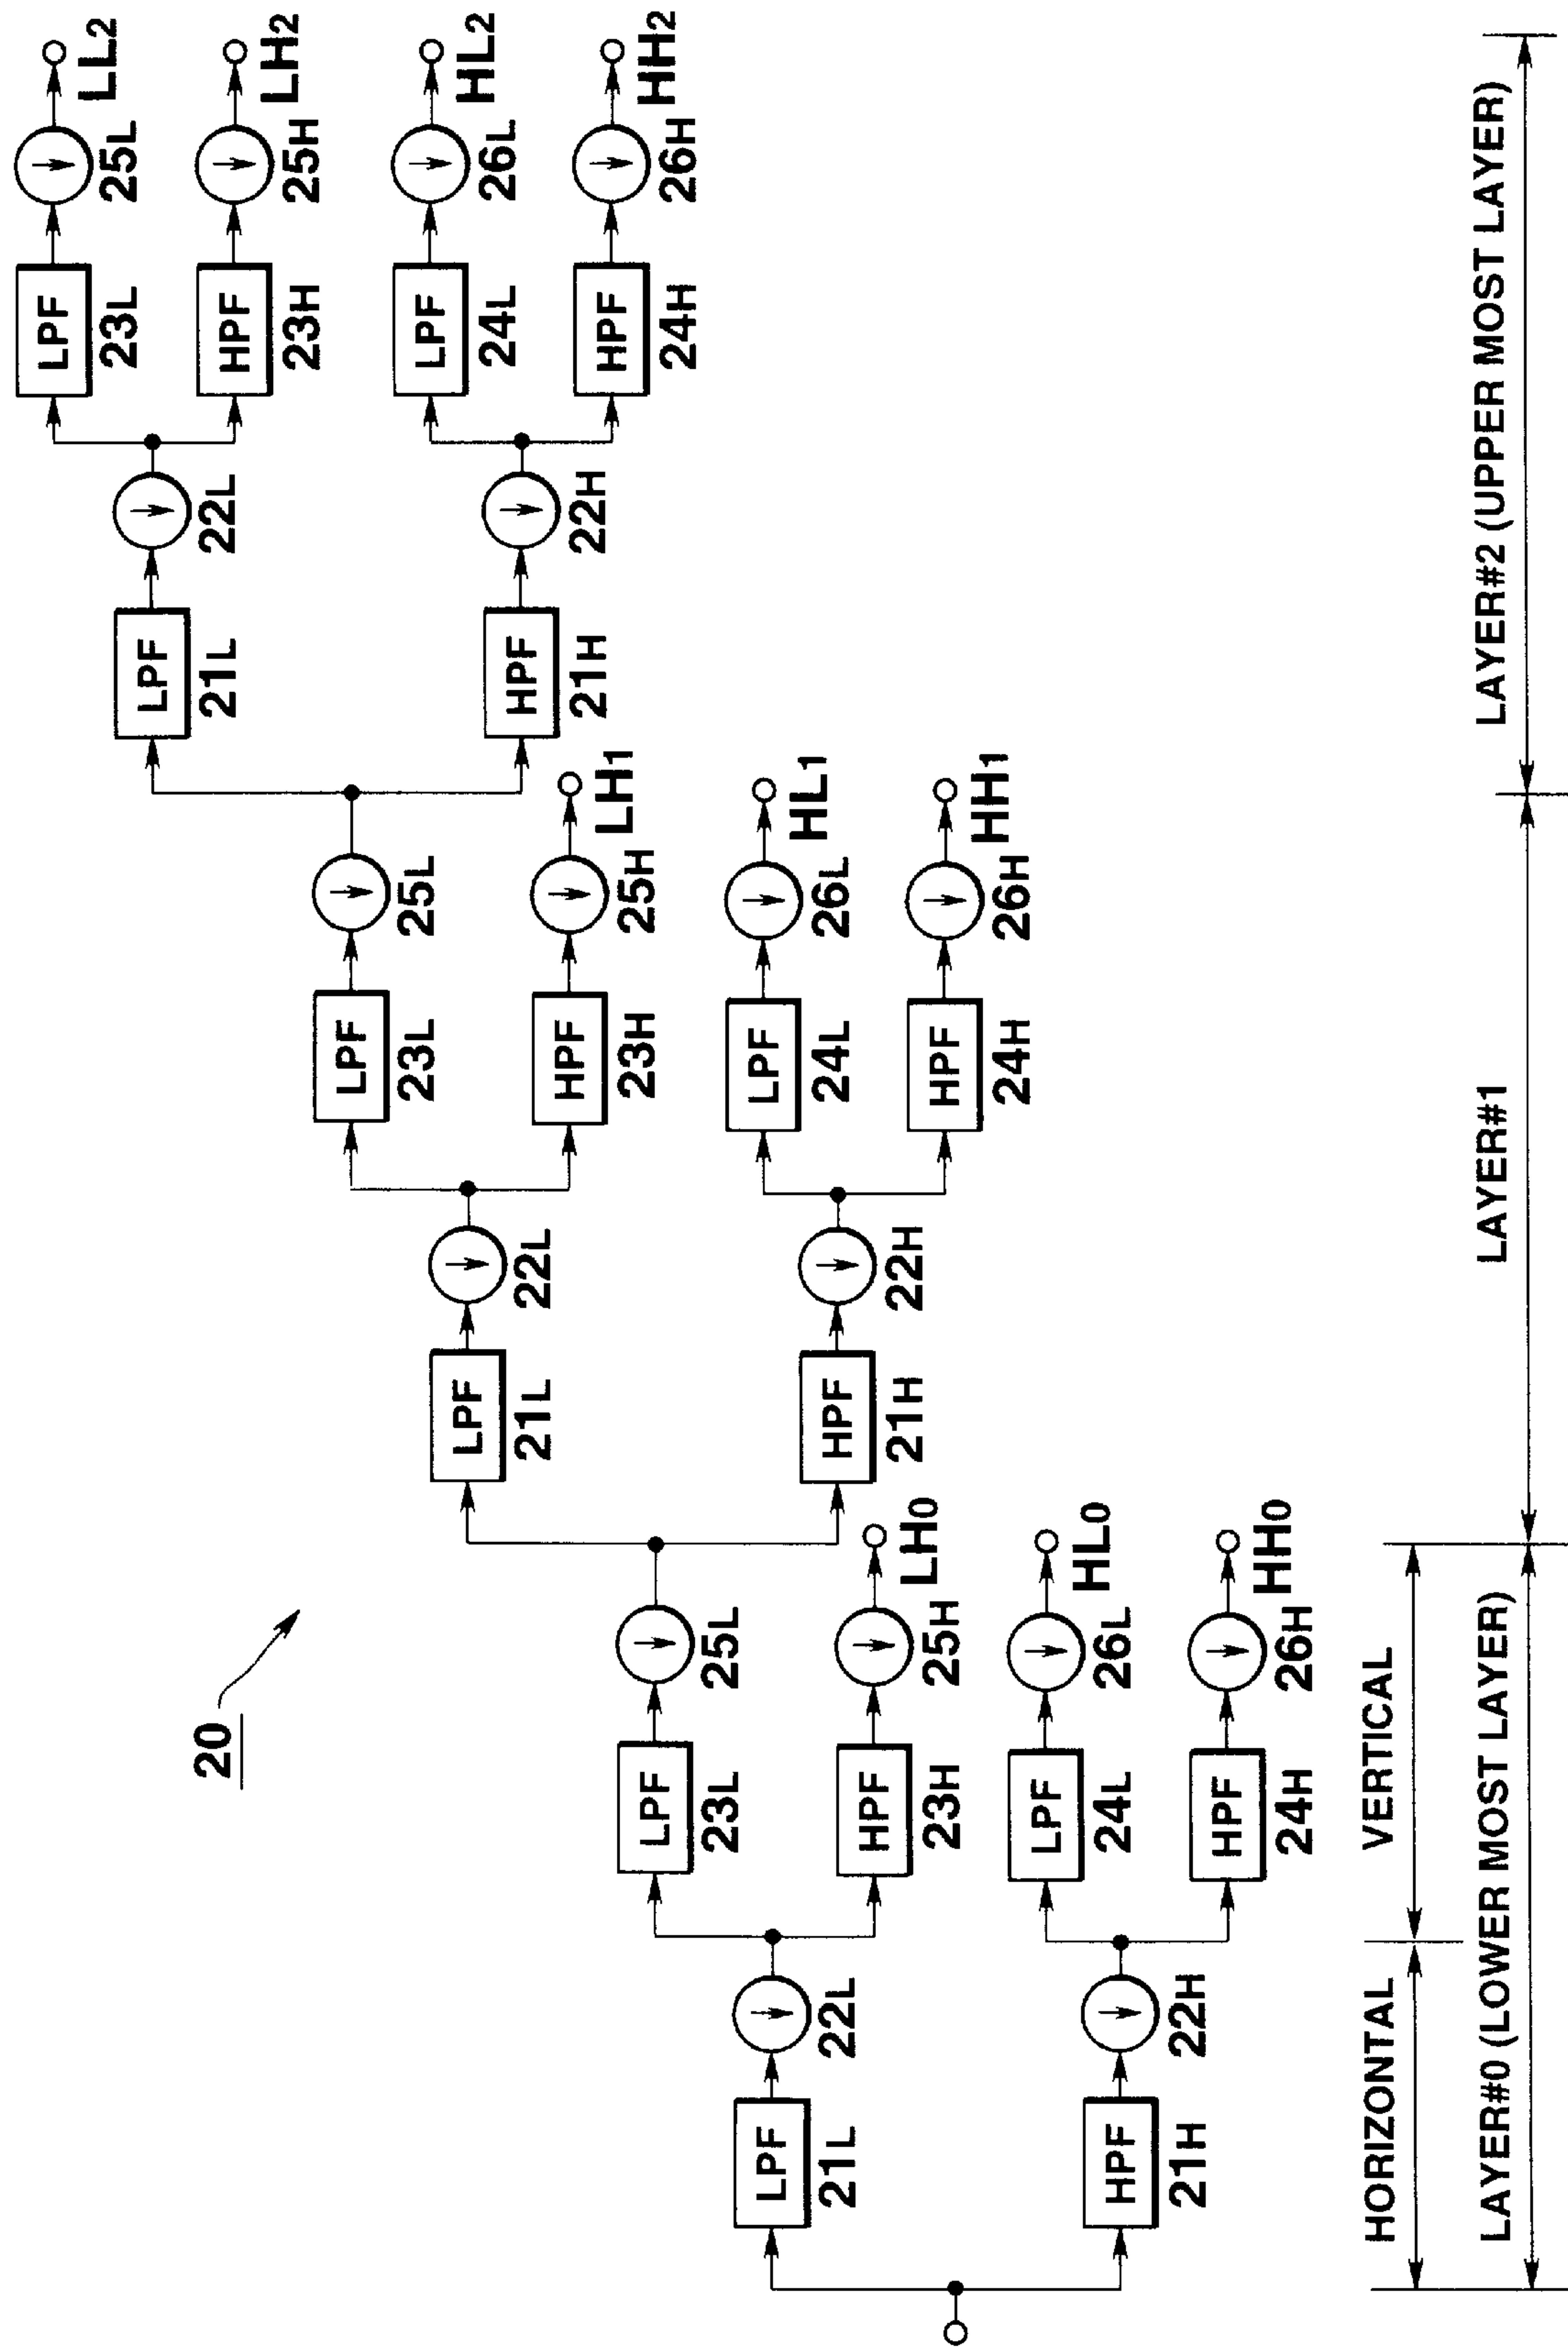 20
LPF
21L
22L
LPF
23L
25L
HPF
23H
25H
LH0
HPF
21H
22H
LPF
24L
26L
HL0
HPF
24H
26H
HH0
LPF
21L
22L
LPF
23L
25L
HPF
23H
25H
LH1
HPF
21H
22H
LPF
24L
26L
HL1
HPF
24H
26H
HH1
LPF
21L
22L
LPF
23L
25L
LL2
HPF
23H
25H
LH2
HPF
21H
22H
LPF
24L
26L
HL2
HPF
24H
26H
HH2
HORIZONTAL
VERTICAL
LAYER#0 (LOWER MOST LAYER)
LAYER#1
LAYER#2 (UPPER MOST LAYER)